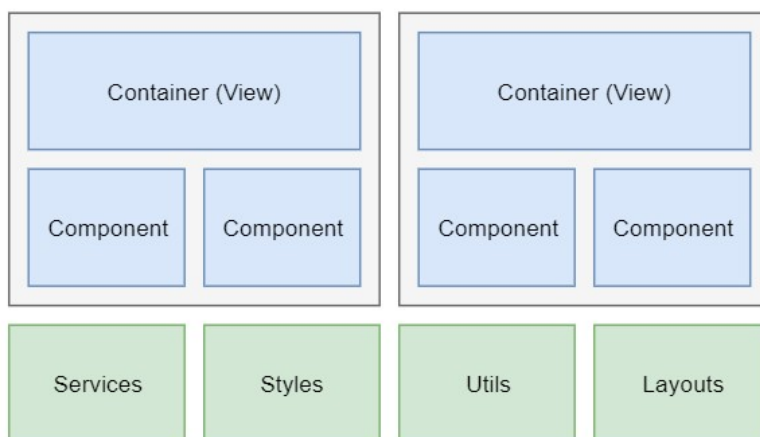 Container (View)
Container (View)
Component
Component
Component
Component
Services
Styles
Utils
Layouts